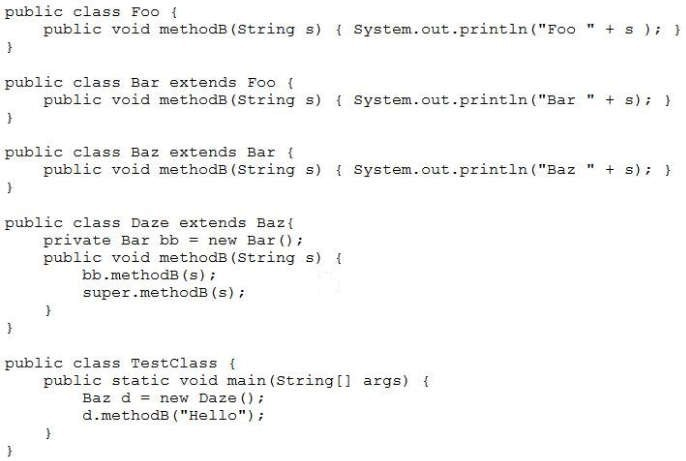 public class Foo {
    public void methodB(String s) { System.out.println("Foo " + s ); }
}
public class Bar extends Foo {
    public void methodB(String s) { System.out.println("Bar " + s); }
}
public class Baz extends Bar {
    public void methodB(String s) { System.out.println("Baz " + s); }
}
public class Daze extends Baz{
    private Bar bb = new Bar();
    public void methodB(String s) {
        bb.methodB(s);
        super.methodB(s);
    }
}
public class TestClass {
    public static void main(String[] args) {
        Baz d = new Daze();
        d.methodB("Hello");
    }
}